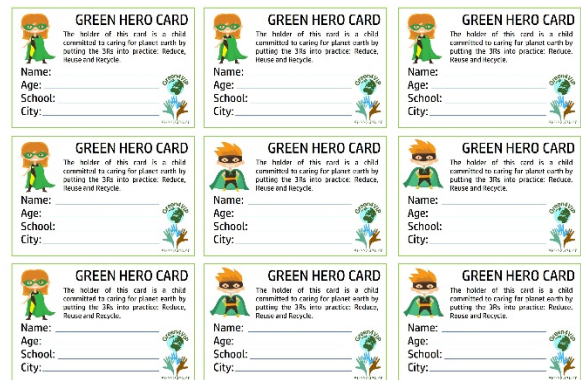 GREEN HERO CARD
The holder of this card is a child
committed to caring for planet earth by
putting the 3Rs into practice: Reduce,
Reuse and Recycle.
Name:
Age:
School:
City:
GREEN HERO CARD
The holder of this card is a child
committed to caring for planet earth by
putting the 3Rs into practice: Reduce,
Reuse and Recycle.
Name:
Age:
School:
City:
GREEN HERO CARD
The holder of this card is a child
committed to caring for planet earth by
putting the 3Rs into practice: Reduce,
Reuse and Recycle.
Name:
Age:
School:
City:
GREEN HERO CARD
The holder of this card is a child
committed to caring for planet earth by
putting the 3Rs into practice: Reduce,
Reuse and Recycle.
Name:
Age:
School:
City:
GREEN HERO CARD
The holder of this card is a child
committed to caring for planet earth by
putting the 3Rs into practice: Reduce,
Reuse and Recycle.
Name:
Age:
School:
City:
GREEN HERO CARD
The holder of this card is a child
committed to caring for planet earth by
putting the 3Rs into practice: Reduce,
Reuse and Recycle.
Name:
Age:
School:
City:
GREEN HERO CARD
The holder of this card is a child
committed to caring for planet earth by
putting the 3Rs into practice: Reduce,
Reuse and Recycle.
Name:
Age:
School:
City:
GREEN HERO CARD
The holder of this card is a child
committed to caring for planet earth by
putting the 3Rs into practice: Reduce,
Reuse and Recycle.
Name:
Age:
School:
City:
GREEN HERO CARD
The holder of this card is a child
committed to caring for planet earth by
putting the 3Rs into practice: Reduce,
Reuse and Recycle.
Name:
Age:
School:
City: